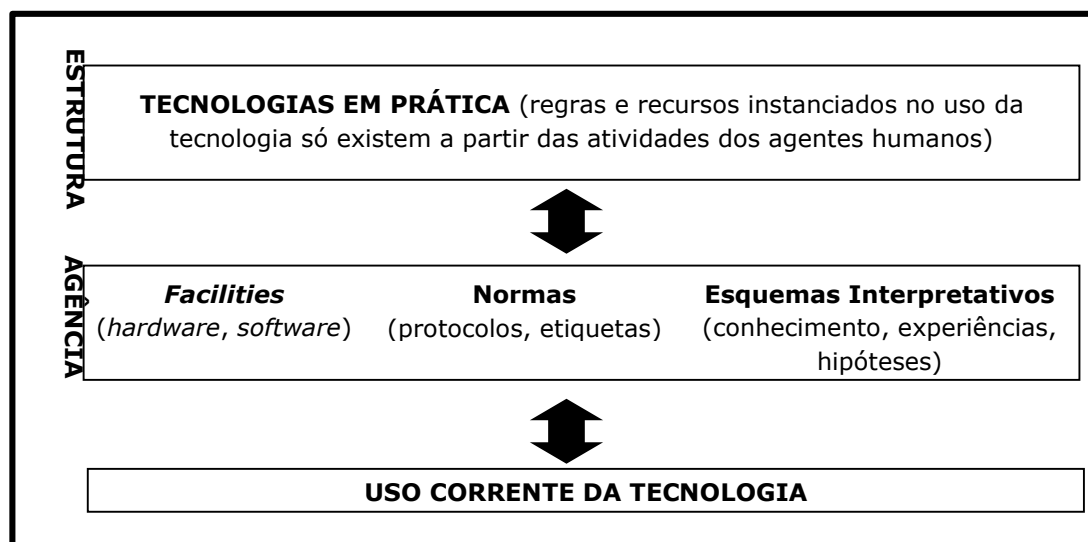 ESTRUTURA
TECNOLOGIAS EM PRÁTICA (regras e recursos instanciados no uso da
tecnologia só existem a partir das atividades dos agentes humanos)
AGÊNCIA
Facilities
(hardware, software)
Normas
(protocolos, etiquetas)
Esquemas Interpretativos
(conhecimento, experiências,
hipóteses)
USO CORRENTE DA TECNOLOGIA